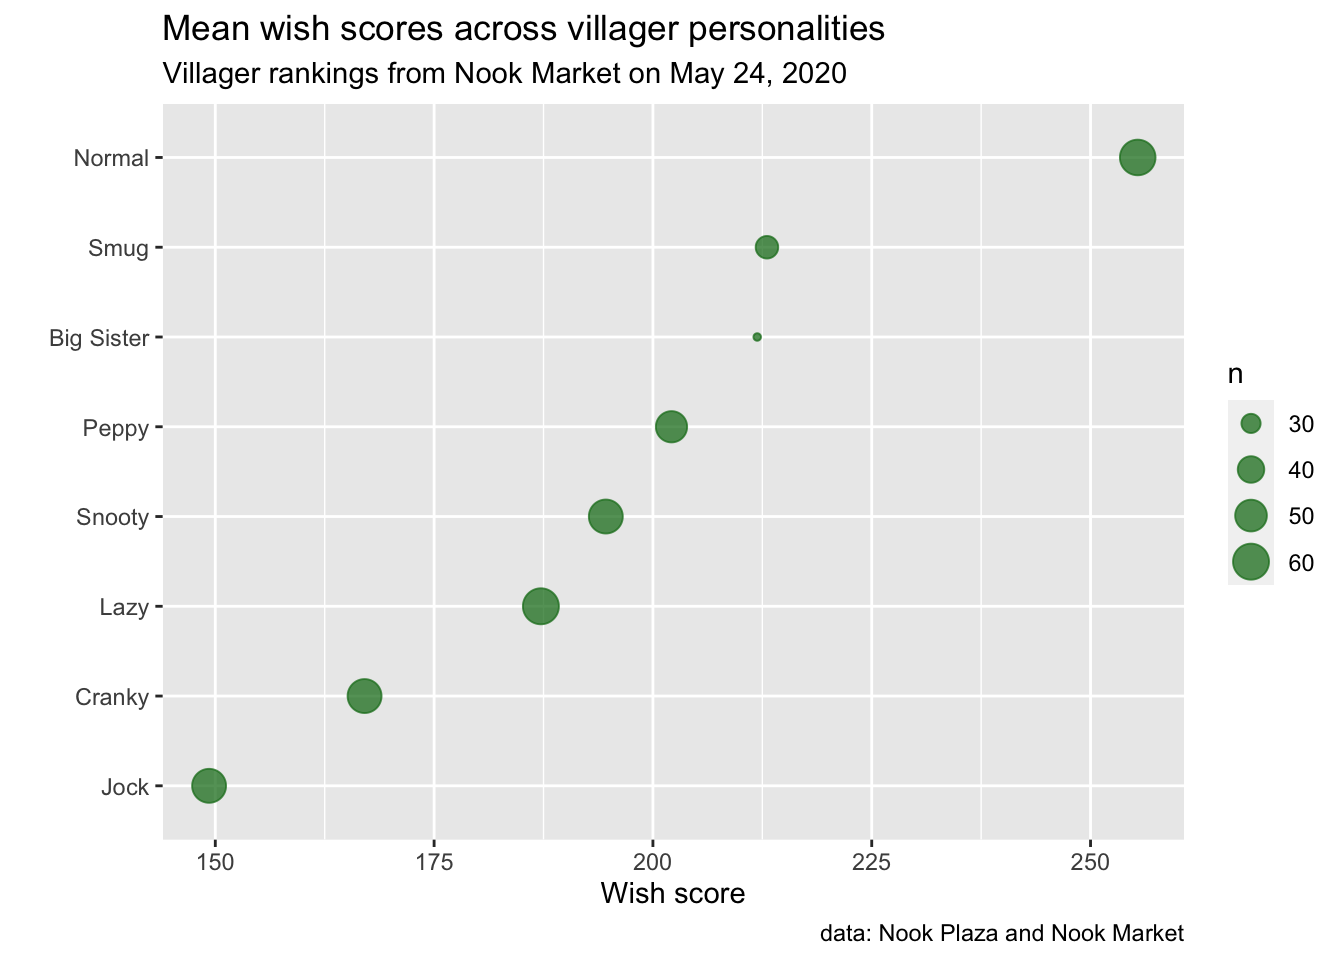 Mean wish scores across villager personalities
Villager rankings from Nook Market on May 24, 2020
Normal
Smug
Big Sister
Peppy
Snooty
Lazy
Cranky
Jock
150 175 200 225 250
Wish score
n
30
40
50
60
data: Nook Plaza and Nook Market